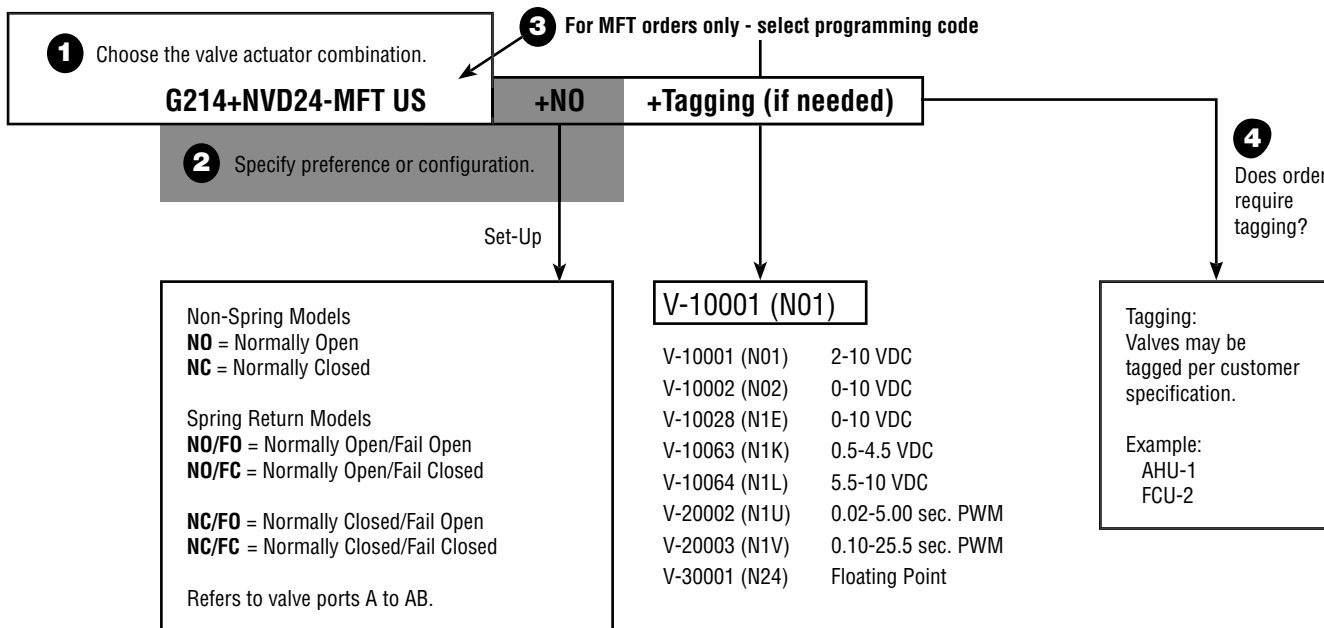 1 Choose the valve actuator combination.
3 For MFT orders only - select programming code
G214+NVD24-MFT US +NO +Tagging (if needed)
2 Specify preference or configuration.
4
Does order
require
tagging?
Set-Up
Non-Spring Models
NO = Normally Open
NC = Normally Closed
Spring Return Models
NO/FO = Normally Open/Fail Open
NO/FC = Normally Open/Fail Closed
NC/FO = Normally Closed/Fail Open
NC/FC = Normally Closed/Fail Closed
Refers to valve ports A to AB.
V-10001 (N01)
V-10001 (N01) 2-10 VDC
V-10002 (N02) 0-10 VDC
V-10028 (N1E) 0-10 VDC
V-10063 (N1K) 0.5-4.5 VDC
V-10064 (N1L) 5.5-10 VDC
V-20002 (N1U) 0.02-5.00 sec. PWM
V-20003 (N1V) 0.10-25.5 sec. PWM
V-30001 (N24) Floating Point
Tagging:
Valves may be
tagged per customer
specification.
Example:
AHU-1
FCU-2